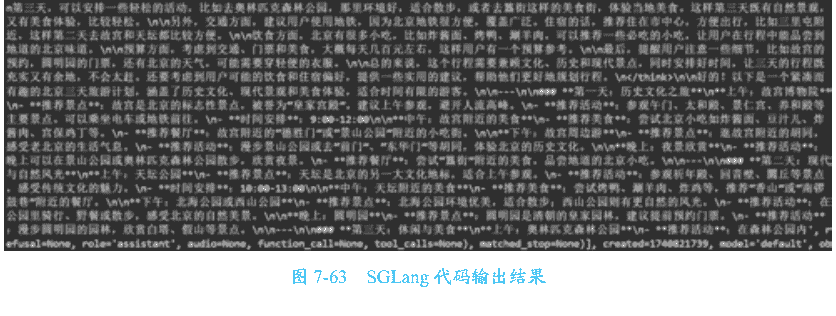 是第三天，可以安排一些轻松的活动，比如去奥林匹克森林公园，那里环境好，适合散步，或者去簋街这样的美食街，体验当地美食。这样第三天既有自然景观，
又有美食体验，比较轻松。\n\n另外，交通方面，建议用户使用地铁，因为北京地铁很方便，覆盖广泛。住宿的话，推荐住在市中心，方便出行，比如三里屯附
近，这样第二天去故宫和天坛都比较方便。\n\n饮食方面，北京有很多小吃，比如炸酱面、烤鸭、涮羊肉，可以推荐一些必吃的小吃，让用户在行程中能品尝到
地道的北京味道。\n\n预算方面，考虑到交通、门票和美食，大概每天几百元左右，这样用户有一个预算参考。\n\n最后，提醒用户注意一些细节，比如故宫的
预约，圆明园的门票，还有北京的天气，可能需要穿轻便的衣服。\n\n总的来说，这个行程需要兼顾文化、历史和现代景点，同时安排好时间，让三天的行程既
充实又有余地，不会太赶。还要考虑到用户可能的饮食和住宿偏好，提供一些实用的建议，帮助他们更好地规划行程。\n</think>\n\n好的！以下是一个紧凑而
有趣的北京三天旅游计划，涵盖了历史文化、现代景观和美食体验，适合时间有限的游客。\n\n---\n\n### **第一天：历史文化之旅**\n\n**上午：故宫博物院**
\n- **推荐景点**：故宫是北京的标志性景点，被誉为“皇家宫殿”，建议上午参观，避开人流高峰。\n- **推荐活动**：参观午门、太和殿、景仁宫、养和殿等
主要景点，可以乘坐电车或地铁前往。\n- **时间安排**：9:00-12:00\n\n**中午：故宫附近的美食**\n- **推荐美食**：尝试北京小吃如炸酱面、豆汁儿、炸
酱肉、宫保鸡丁等。\n- **推荐餐厅**：故宫附近的“德胜门”或“景山公园”附近的小吃街。\n\n**下午：故宫周边游**\n- **推荐景点**：逛故宫附近的胡同，
感受老北京的生活气息。\n- **推荐活动**：漫步景山公园或去“前门”、“东华门”等胡同，体验北京的历史文化。\n\n**晚上：夜景欣赏**\n- **推荐活动**：
晚上可以在景山公园或奥林匹克森林公园散步，欣赏夜景。\n- **推荐餐厅**：尝试“簋街”附近的美食，品尝地道的北京小吃。\n\n---\n\n### **第二天：现代
与自然风光**\n\n**上午：天坛公园**\n- **推荐景点**：天坛是北京的另一大文化地标，适合上午参观。\n- **推荐活动**：参观祈年殿、回音壁、圜丘等景点
，感受传统文化的魅力。\n- **时间安排**：10:00-13:00\n\n**中午：天坛附近的美食**\n- **推荐美食**：尝试烤鸭、涮羊肉、炸鸡等，推荐“香山”或“南锣
鼓巷”附近的餐厅。\n\n**下午：北海公园或西山公园**\n- **推荐景点**：北海公园环境优美，适合散步；西山公园则有更自然的风光。\n- **推荐活动**：在
公园里骑行、野餐或散步，感受北京的自然美景。\n\n**晚上：圆明园**\n- **推荐景点**：圆明园是清朝的皇家园林，建议提前预约门票。\n- **推荐活动**
：漫步圆明园的园林，欣赏白塔、假山等景点。\n\n---\n\n### **第三天：休闲与美食**\n\n**上午：奥林匹克森林公园**\n- **推荐活动**：在森林公园内", r
efusal=None, role='assistant', audio=None, function_call=None, tool_calls=None), matched_stop=None)], created=1740821739, model='default', ob
图 7-63 SGLang 代码输出结果